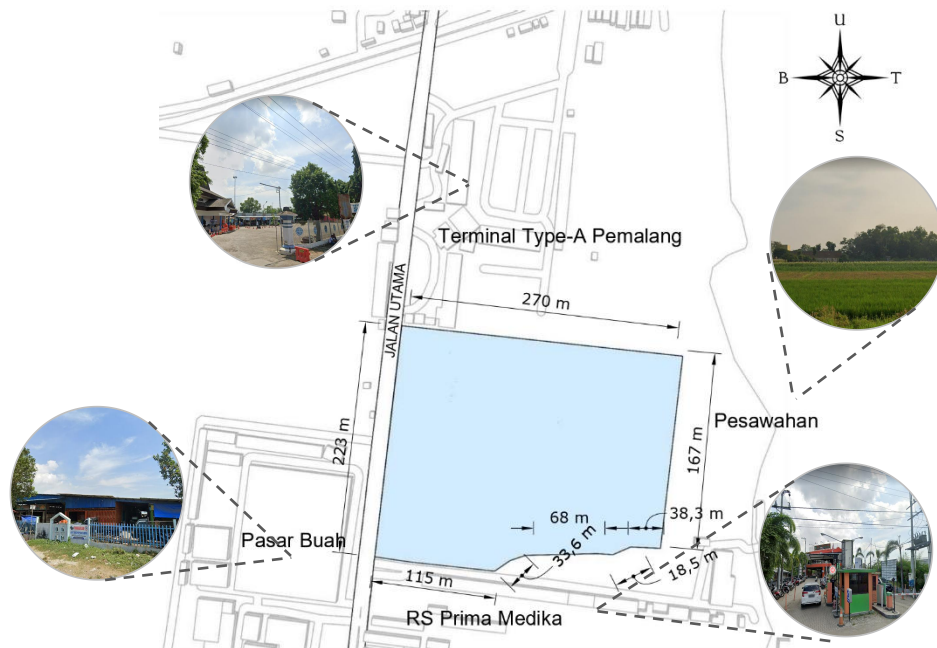 U
B
T
S
Terminal Type-A Pemalang
JALAN UTAMA
270 m
223 m
167 m
Pesawahan
68 m
38,3 m
33,6 m
18,5 m
Pasar Buah
115 m
RS Prima Medika